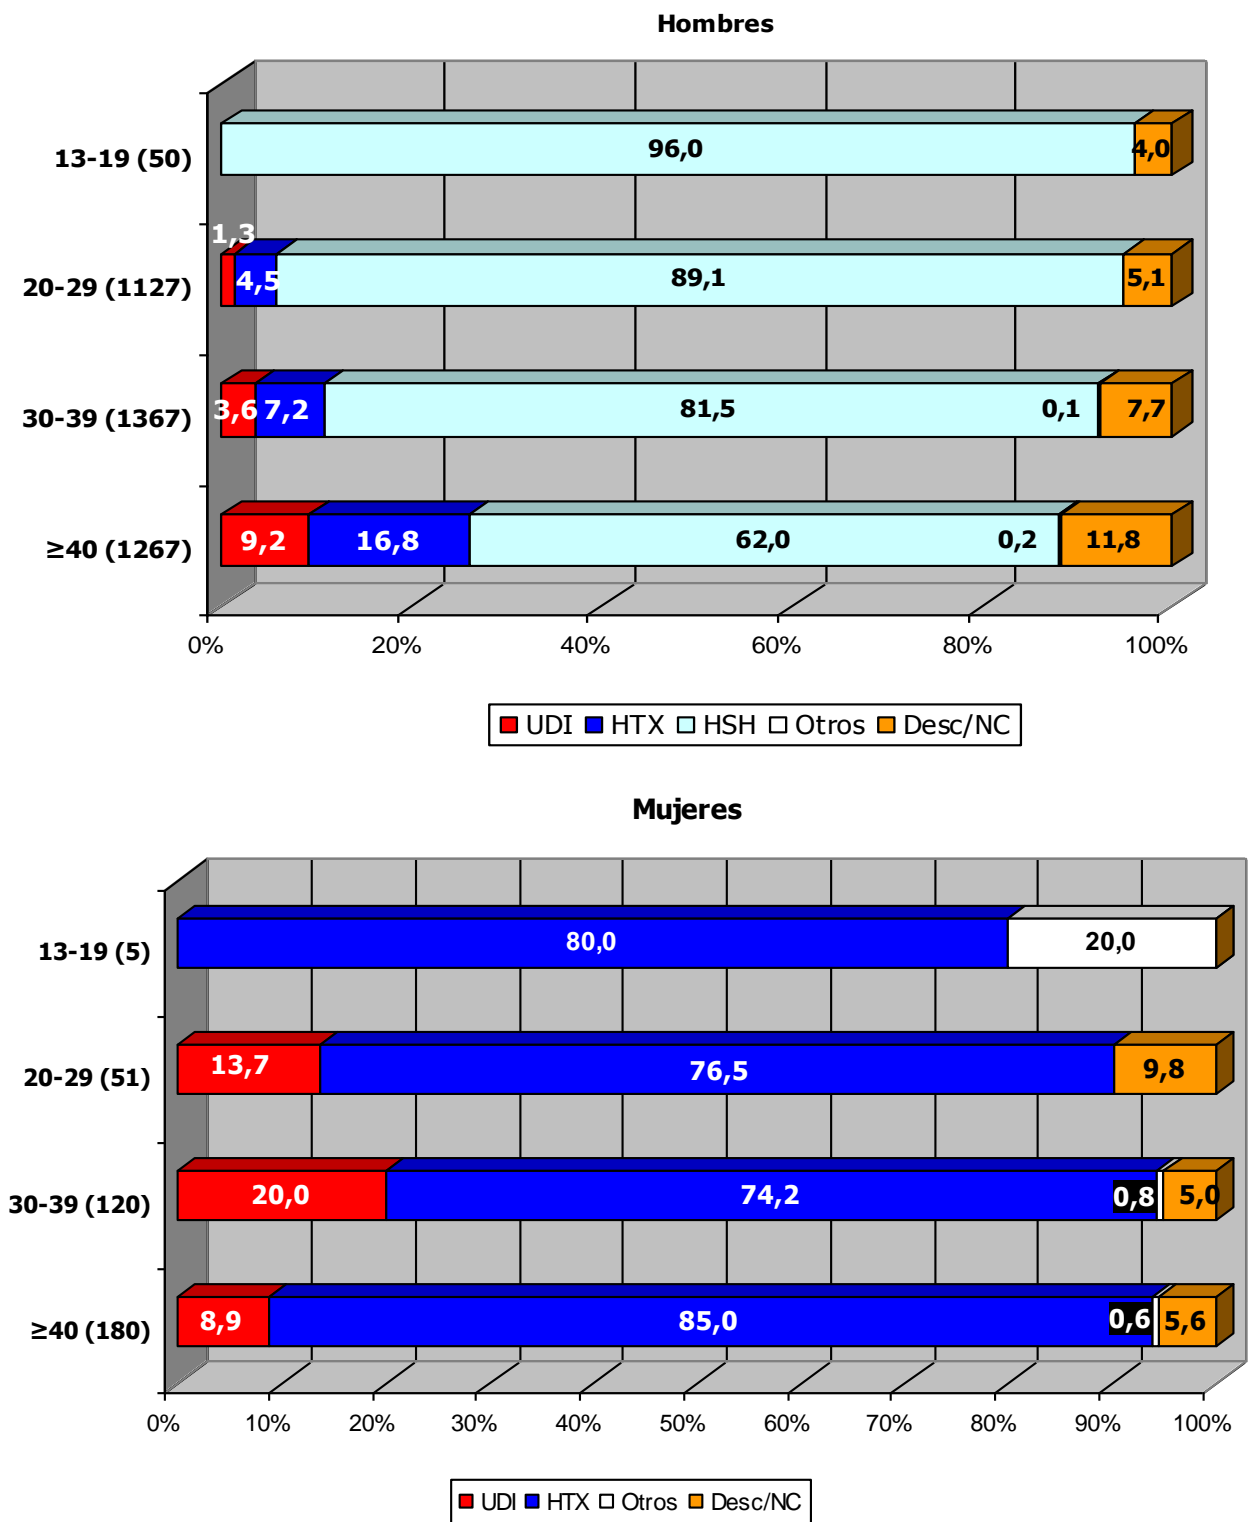 Hombres
13-19 (50)
96,0 4,0
1,3
20-29 (1127)
4,5 89,1 5,1
30-39 (1367)
3,6 7,2 81,5 0,1 7,7
≥40 (1267)
9,2 16,8 62,0 0,2 11,8
0% 20% 40% 60% 80% 100%
UDI HTX HSH Otros Desc/NC
Mujeres
13-19 (5)
80,0 20,0
20-29 (51)
13,7 76,5 9,8
30-39 (120)
20,0 74,2 0,8 5,0
≥40 (180)
8,9 85,0 0,6 5,6
0% 10% 20% 30% 40% 50% 60% 70% 80% 90% 100%
UDI HTX Otros Desc/NC